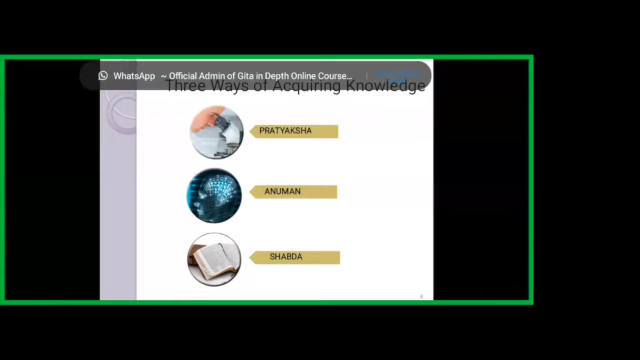 WhatsApp ~ Official Admin of Gita in Depth Online Course...
Three Ways of Acquiring Knowledge
PRATYAKSHA
ANUMAN
SHABDA